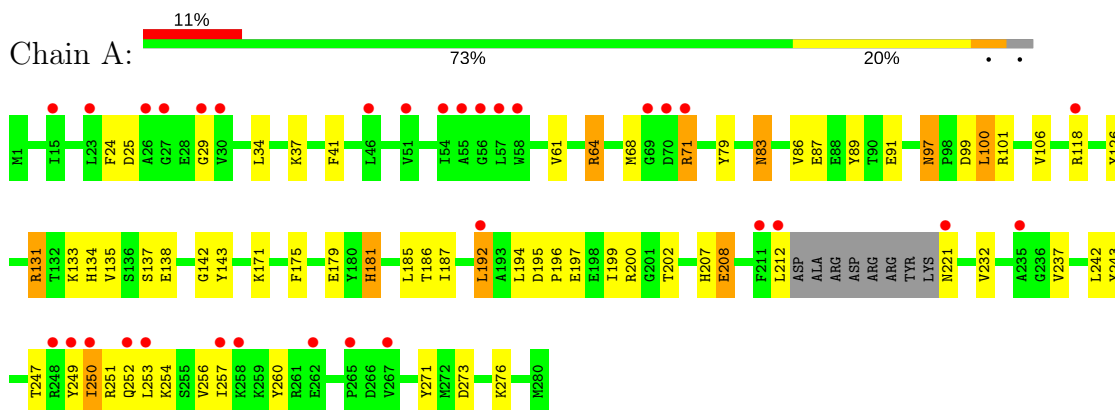 11%
Chain A:
73% 20% • •
M1 I15 L23 F24 D25 A26 G27 E28 G29 V30 L34 K37 F41 L46 V51 I54 A55 G56 L57 W58 V61 R64 M68 G69 D70 R71 Y79 N83 V86 E87 E88 Y89 T90 E91 N97 P98 D99 L100 R101 V106 R118
R131 T132 K133 H134 V135 S136 S137 E138 G142 Y143 K171 F175 E179 Y180 H181 L185 T186 I187 L192 A193 L194 D195 P196 E197 E198 I199 R200 G201 T202 H207 E208 F211 L212 ASP ALA ARG ASP ARG ARG TYR LYS N221 V232 A235 G236 V237 L242
T247 R248 Y249 I250 R251 Q252 L253 K254 S255 V256 I257 K258 K259 Y260 R261 E262 P265 D266 V267 Y271 M272 D273 K276 M280